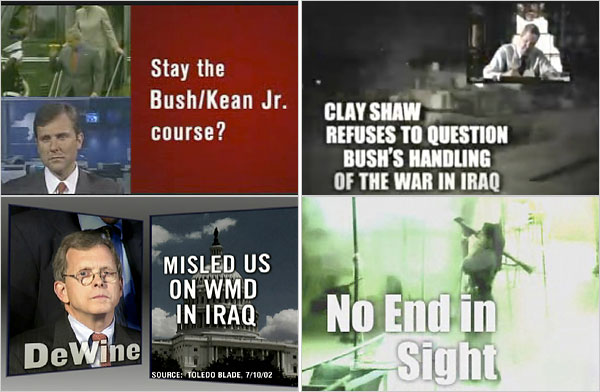 Stay the
Bush/Kean Jr.
course?
CLAY SHAW
REFUSES TO QUESTION
BUSH'S HANDLING
OF THE WAR IN IRAQ
DeWine
MISLED US
ON WMD
IN IRAQ
SOURCE: TOLEDO BLADE, 7/10/02
No End in
Sight